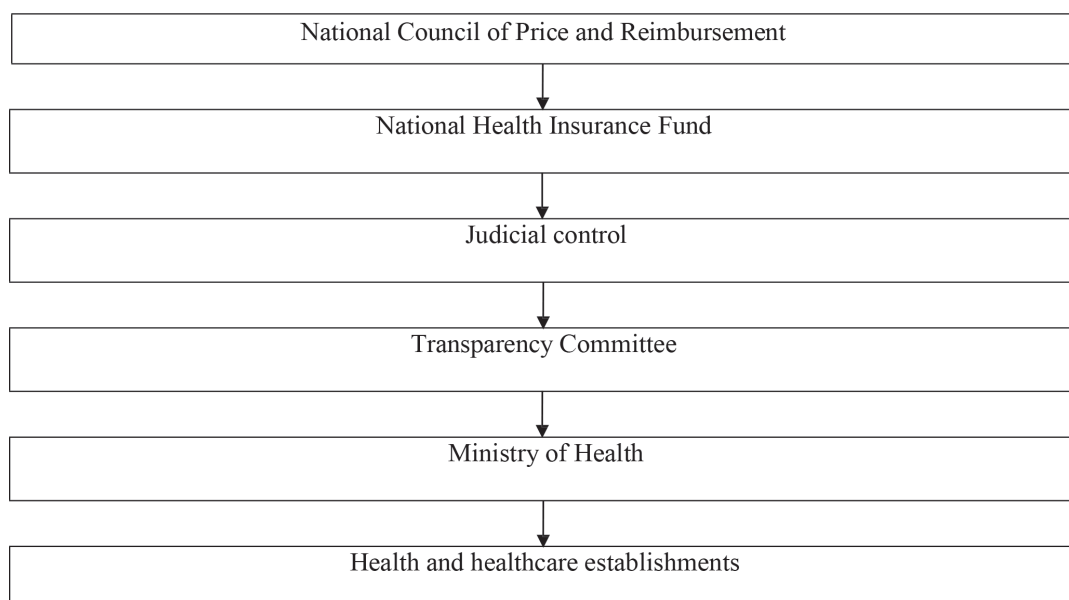 National Council of Price and Reimbursement
National Health Insurance Fund
Judicial control
Transparency Committee
Ministry of Health
Health and healthcare establishments